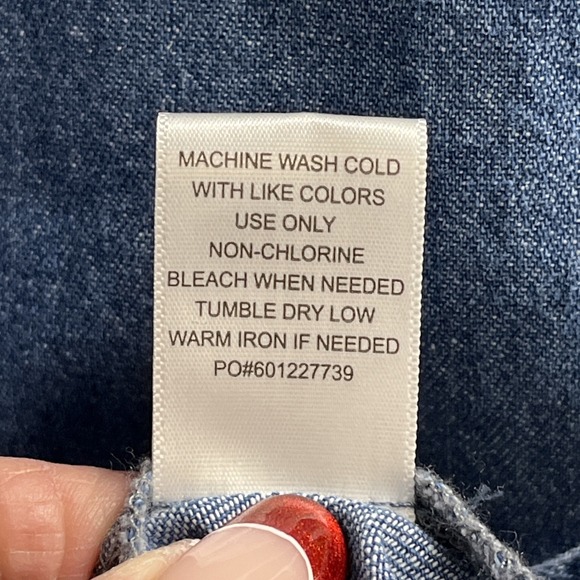 MACHINE WASH COLD
WITH LIKE COLORS
USE ONLY
NON-CHLORINE
BLEACH WHEN NEEDED
TUMBLE DRY LOW
WARM IRON IF NEEDED
PO#601227739